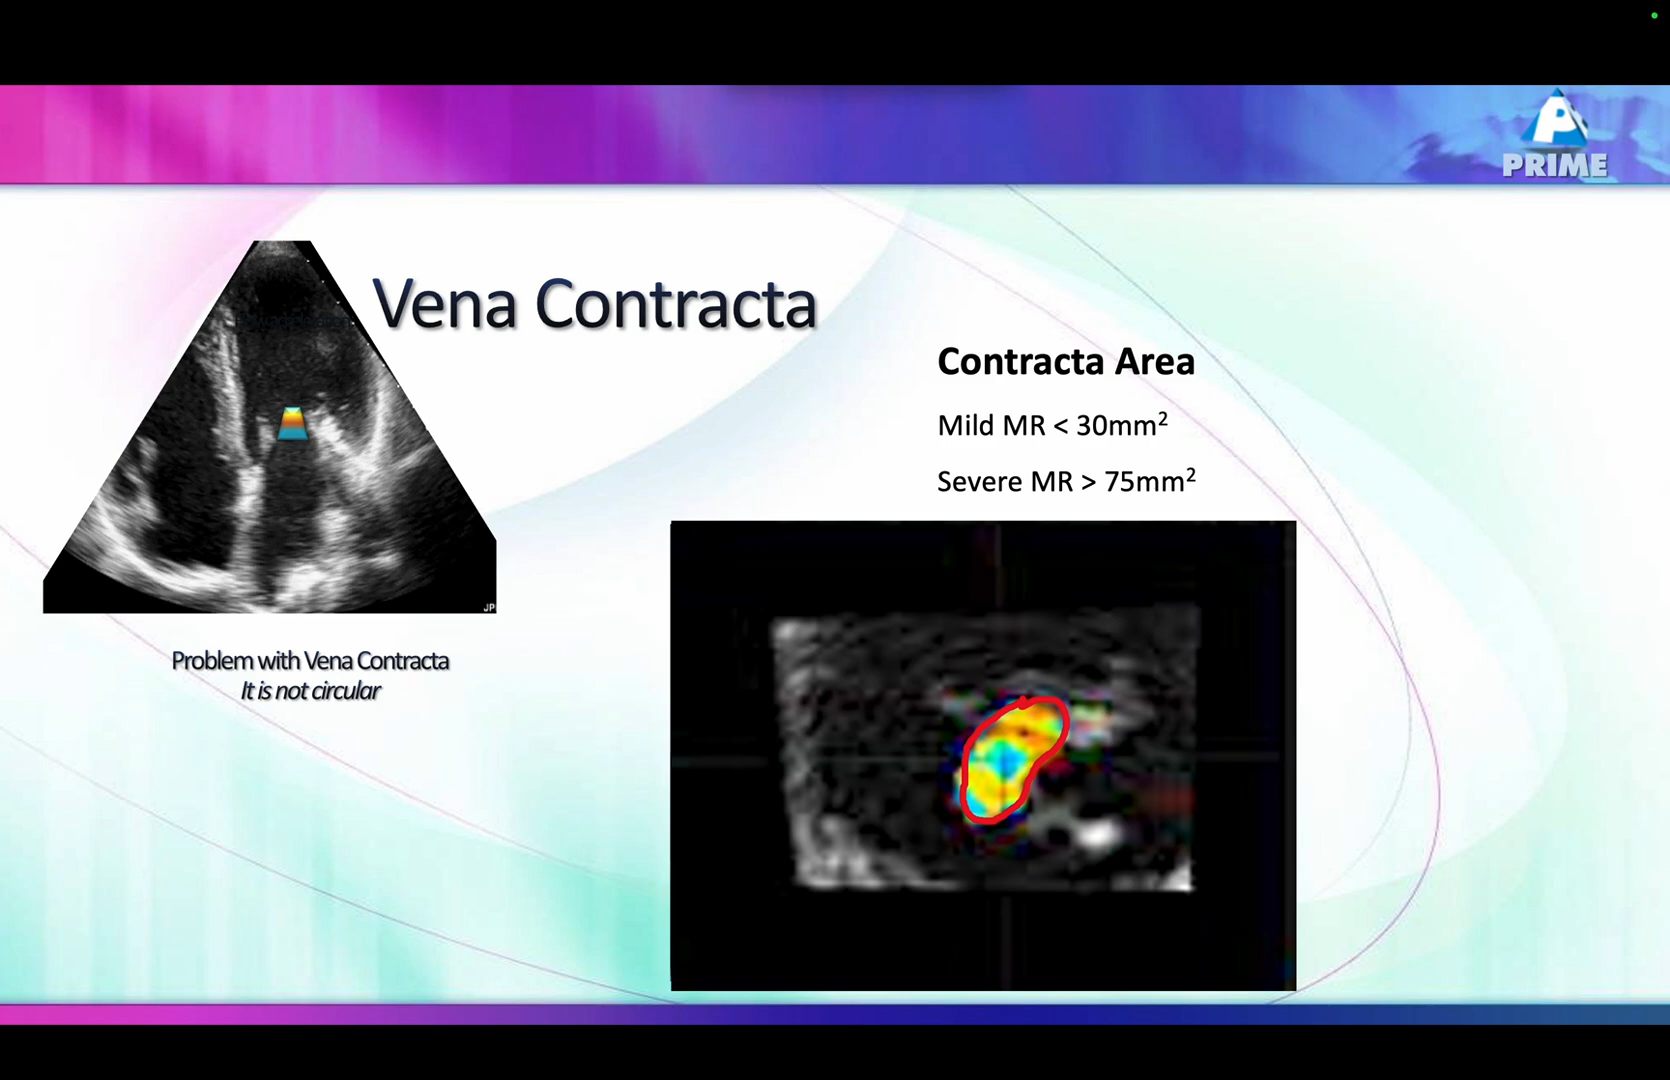 PRIME
Vena Contracta
Contracta Area
Mild MR < 30mm²
Severe MR > 75mm²
JP
Problem with Vena Contracta
It is not circular